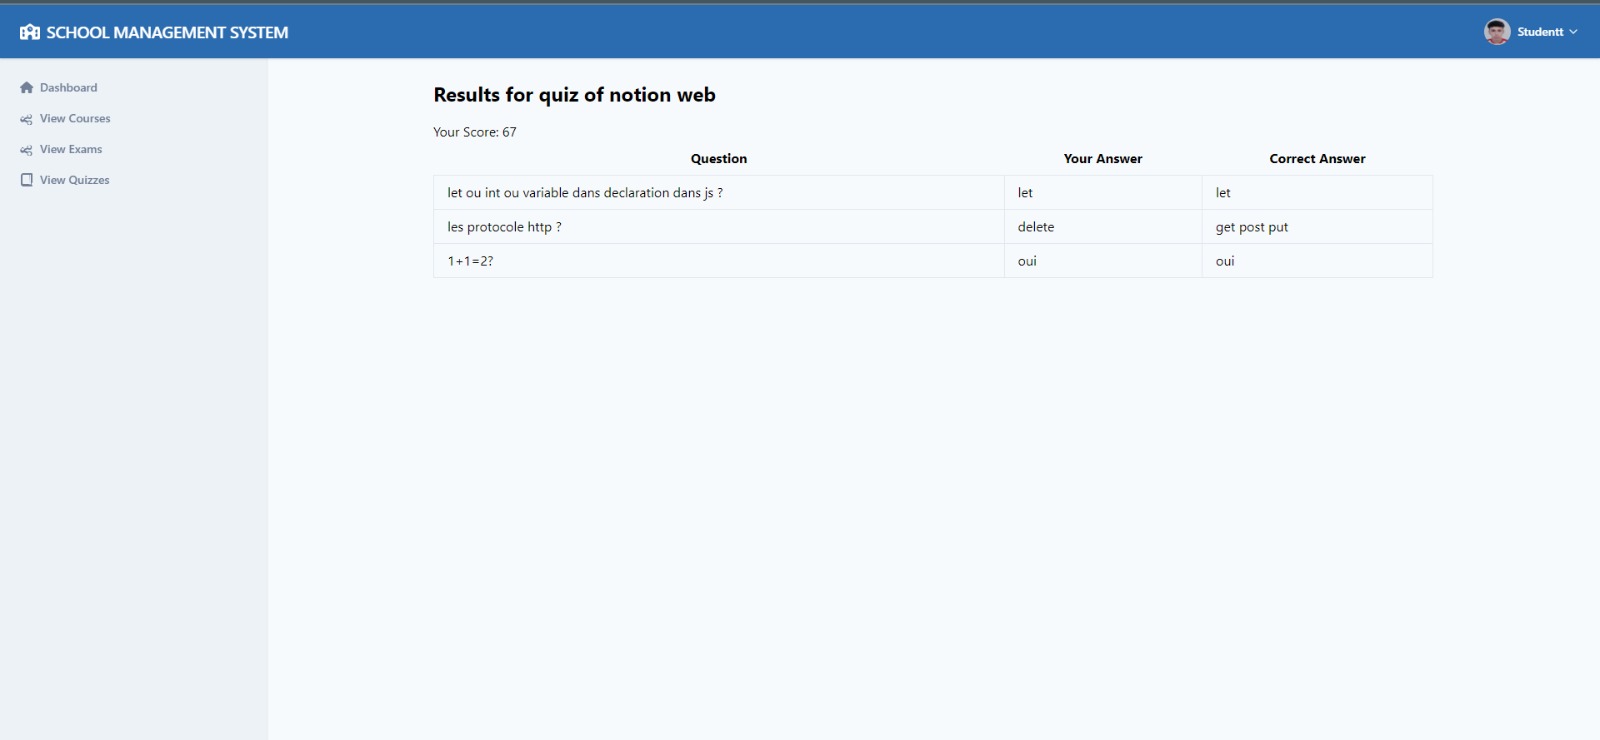 SCHOOL MANAGEMENT SYSTEM
Studentt
Dashboard
View Courses
View Exams
View Quizzes
Results for quiz of notion web
Your Score: 67
Question Your Answer Correct Answer
let ou int ou variable dans declaration dans js ? let let
les protocole http ? delete get post put
1+1=2? oui oui